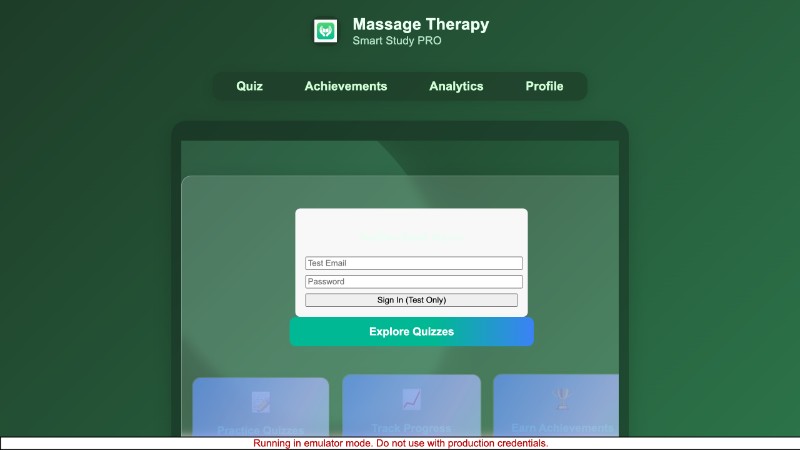 Massage Therapy
Smart Study PRO
Quiz Achievements Analytics Profile
Test Email
Password
Sign In (Test Only)
Explore Quizzes
Practice Quizzes Track Progress Earn Achievements
Running in emulator mode. Do not use with production credentials.